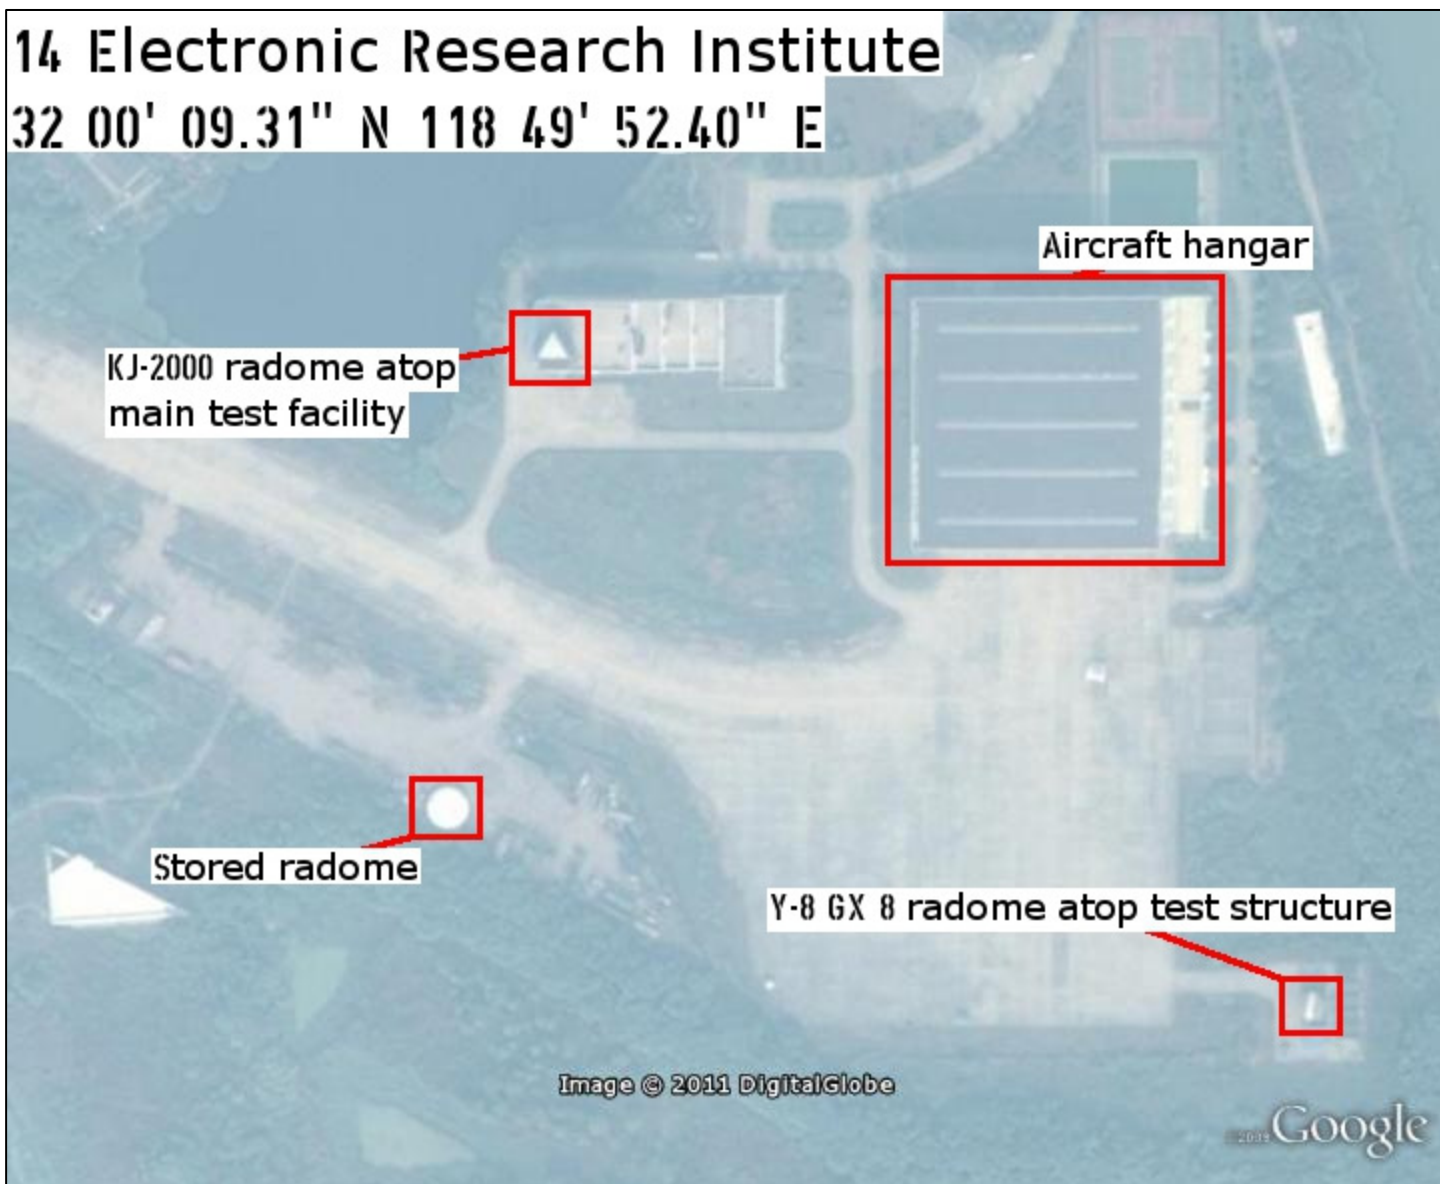 14 Electronic Research Institute
32 00' 09.31" N 118 49' 52.40" E
Aircraft hangar
KJ-2000 radome atop
main test facility
Stored radome
Y-8 GX 8 radome atop test structure
Image © 2011 DigitalGlobe
©2009 Google